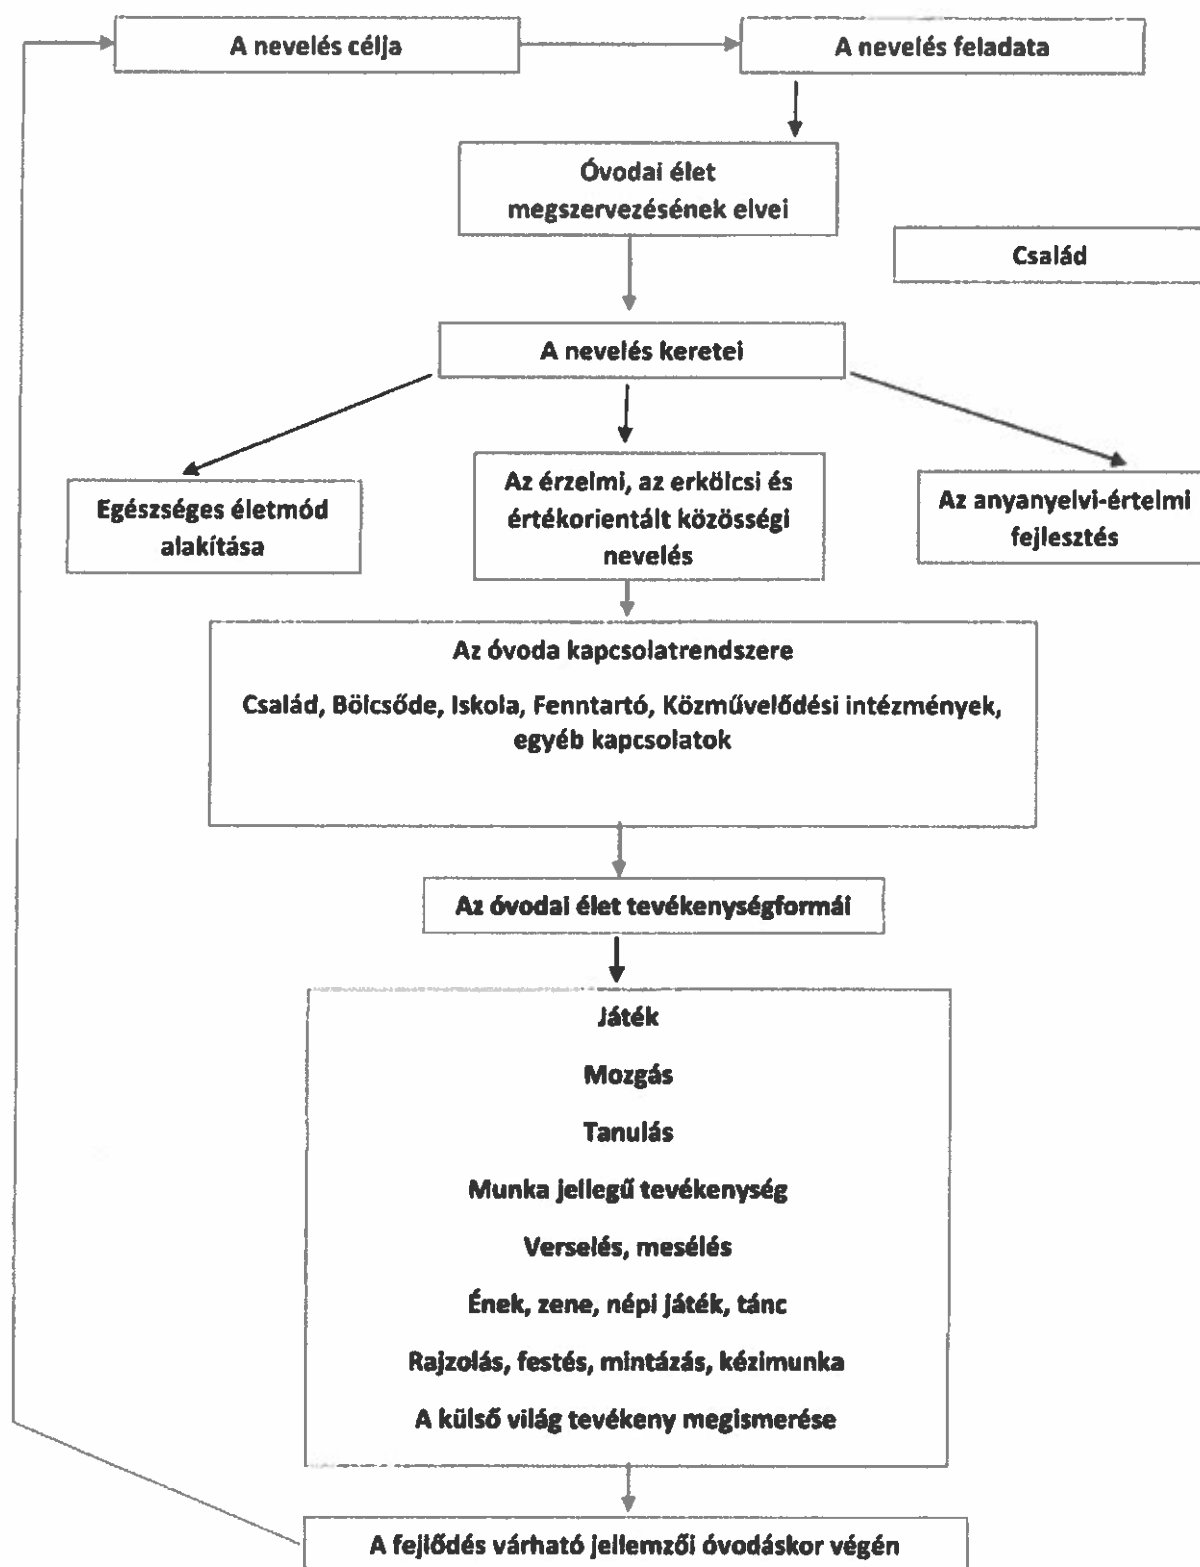 A nevelés célja
A nevelés feladata
Óvodai élet
megszervezésének elvei
Család
A nevelés keretei
Egészséges életmód
alakítása
Az érzelmi, az erkölcsi és
értékorientált közösségi
nevelés
Az anyanyelvi-értelmi
fejlesztés
Az óvoda kapcsolatrendszere
Család, Bölcsőde, Iskola, Fenntartó, Közművelődési intézmények,
egyéb kapcsolatok
Az óvodai élet tevékenységformái
Játék
Mozgás
Tanulás
Munka jellegű tevékenység
Verselés, mesélés
Ének, zene, népi játék, tánc
Rajzolás, festés, mintázás, kézimunka
A külső világ tevékeny megismerése
A fejlődés várható jellemzői óvodáskor végén